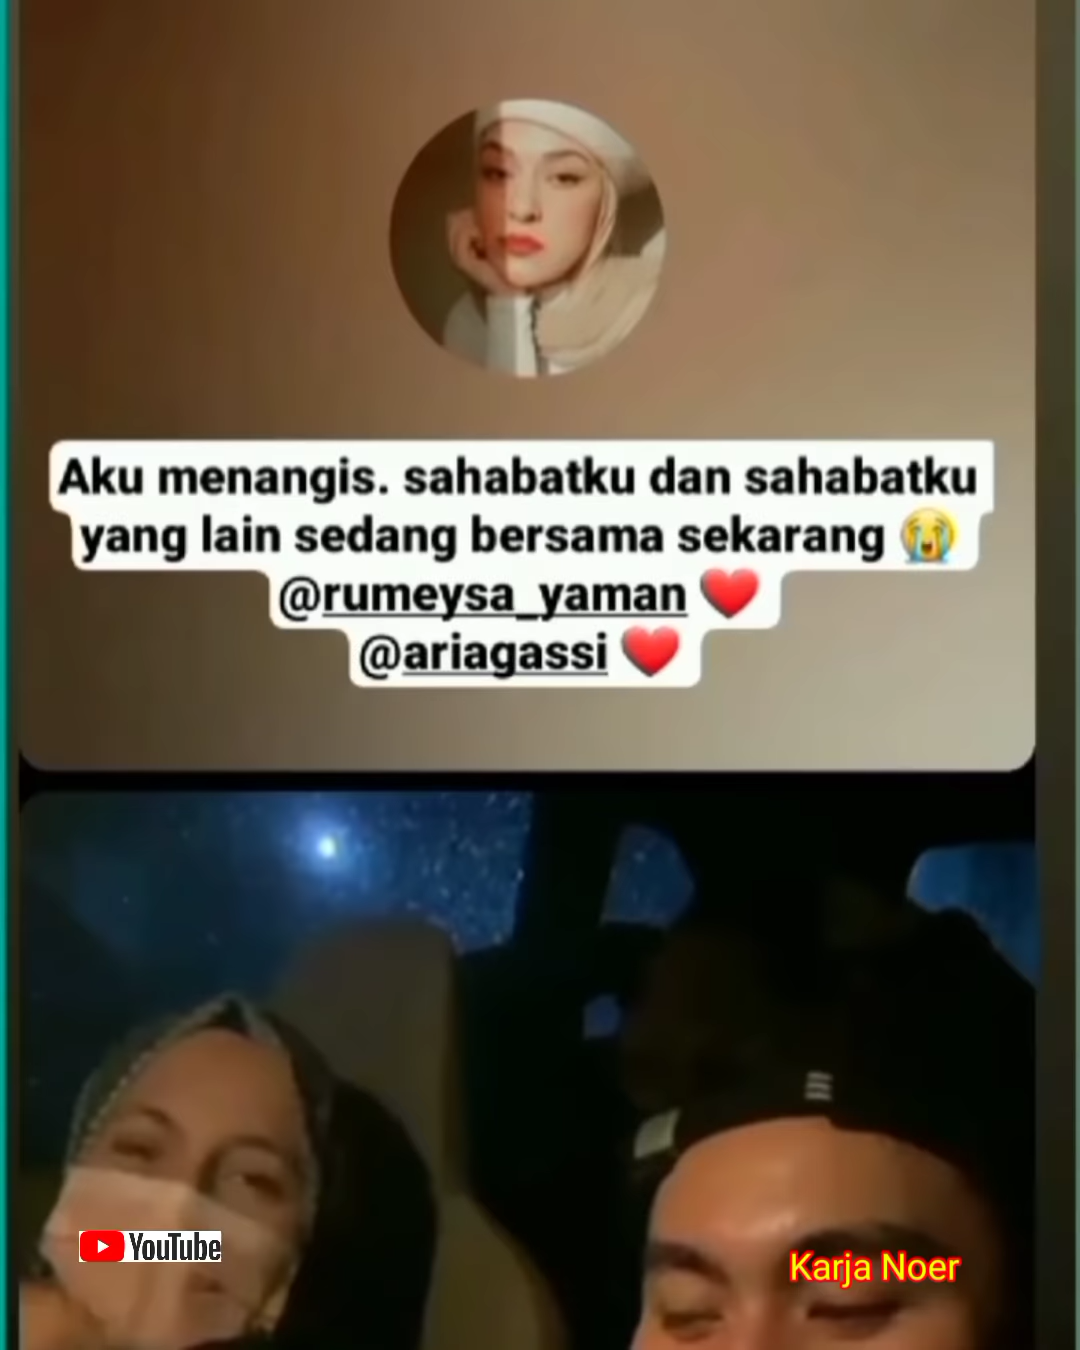 Aku menangis. sahabatku dan sahabatku
yang lain sedang bersama sekarang 😭
@rumeysa_yaman ❤️
@ariagassi ❤️
YouTube
Karja Noer